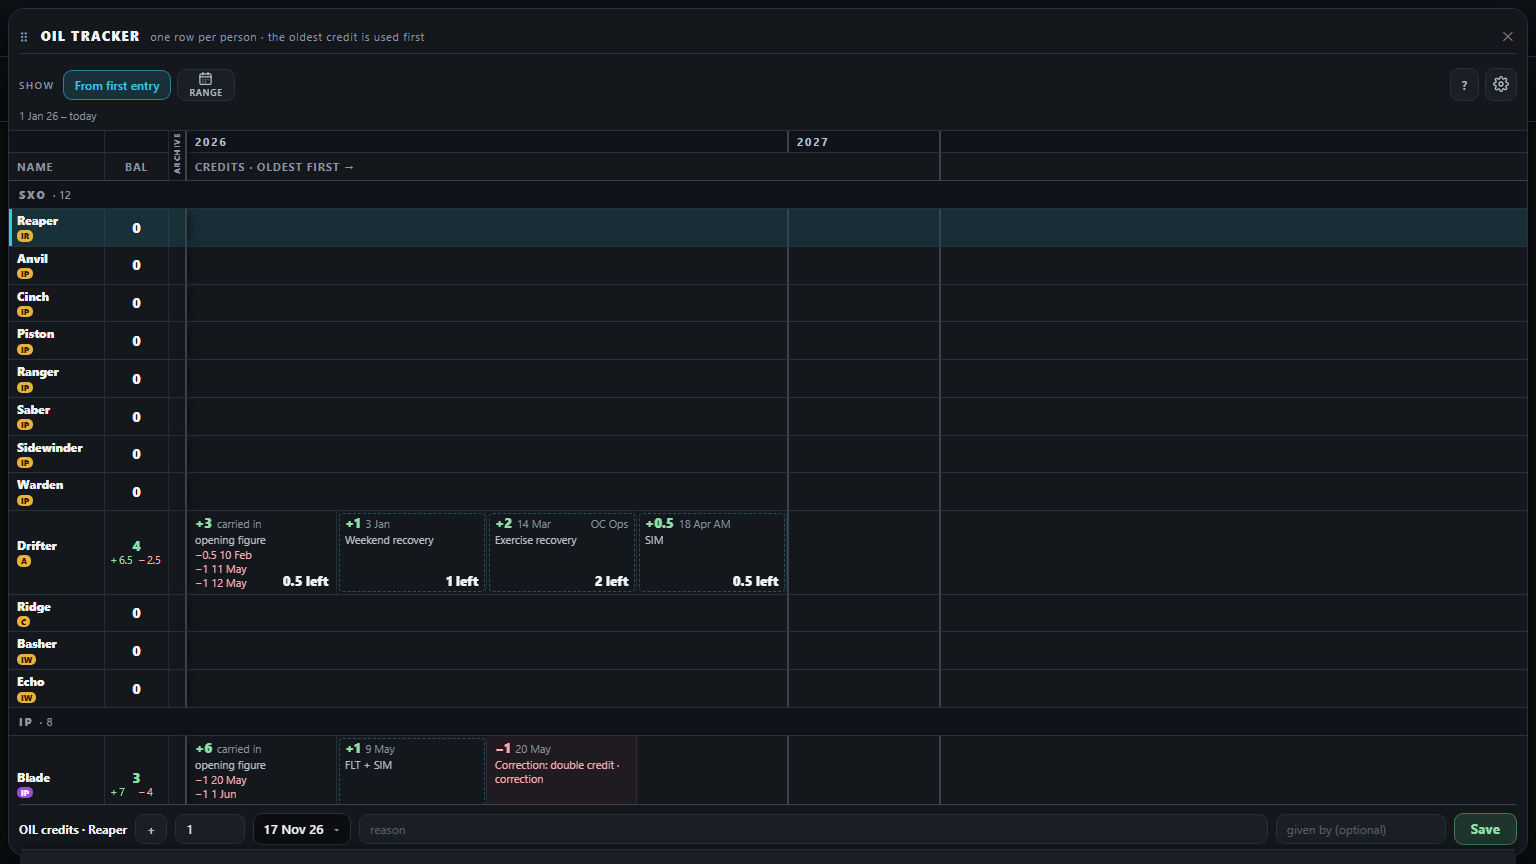 OIL TRACKER one row per person · the oldest credit is used first
SHOW From first entry RANGE ?
1 Jan 26 – today
ARCHIVE 2026 2027
NAME BAL CREDITS · OLDEST FIRST →
SXO · 12
Reaper
IR 0
Anvil
IP 0
Cinch
IP 0
Piston
IP 0
Ranger
IP 0
Saber
IP 0
Sidewinder
IP 0
Warden
IP 0
Drifter
A
4
+6.5 −2.5
+3 carried in
opening figure
−0.5 10 Feb
−1 11 May
−1 12 May 0.5 left
+1 3 Jan
Weekend recovery
1 left
+2 14 Mar OC Ops
Exercise recovery
2 left
+0.5 18 Apr AM
SIM
0.5 left
Ridge
C 0
Basher
IW 0
Echo
IW 0
IP · 8
Blade
IP
3
+7 −4
+6 carried in
opening figure
−1 20 May
−1 1 Jun
+1 9 May
FLT + SIM
−1 20 May
Correction: double credit ·
correction
OIL credits · Reaper + 1 17 Nov 26 reason given by (optional) Save